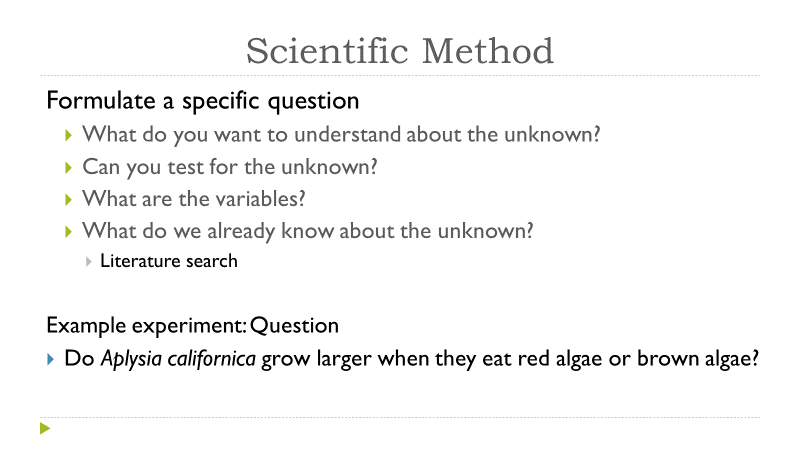 Scientific Method
Formulate a specific question
What do you want to understand about the unknown?
Can you test for the unknown?
What are the variables?
What do we already know about the unknown?
Literature search
Example experiment: Question
Do Aplysia californica grow larger when they eat red algae or brown algae?